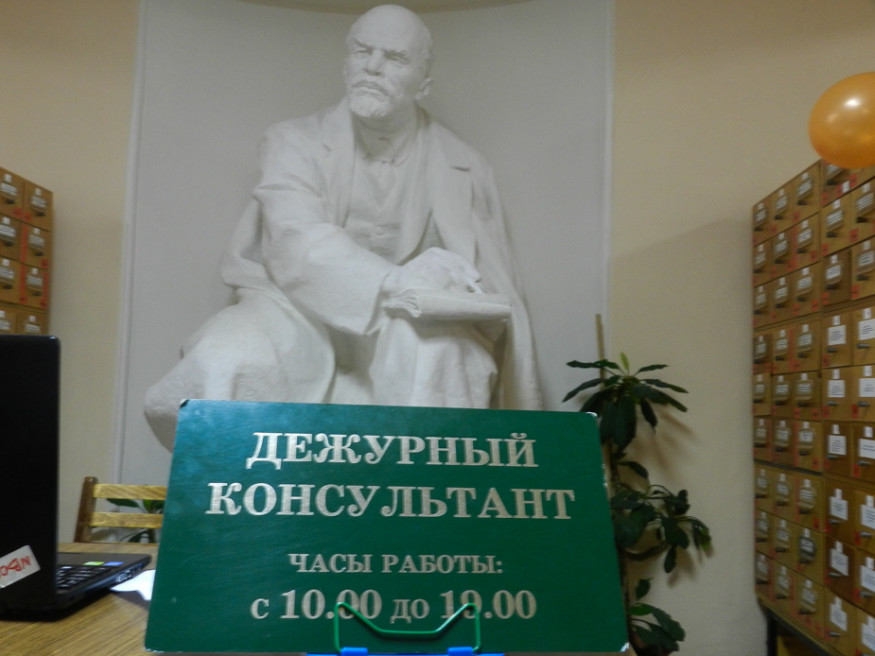 ДЕЖУРНЫЙ
КОНСУЛЬТАНТ
ЧАСЫ РАБОТЫ:
с 10.00 до 19.00